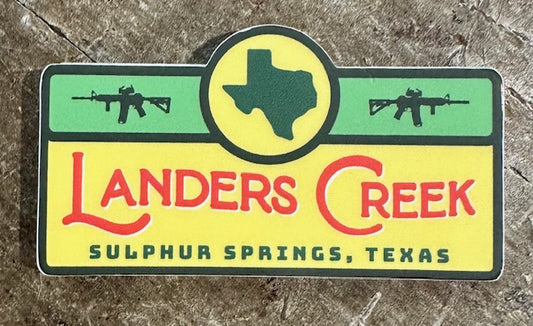 LANDERS CREEK
SULPHUR SPRINGS, TEXAS